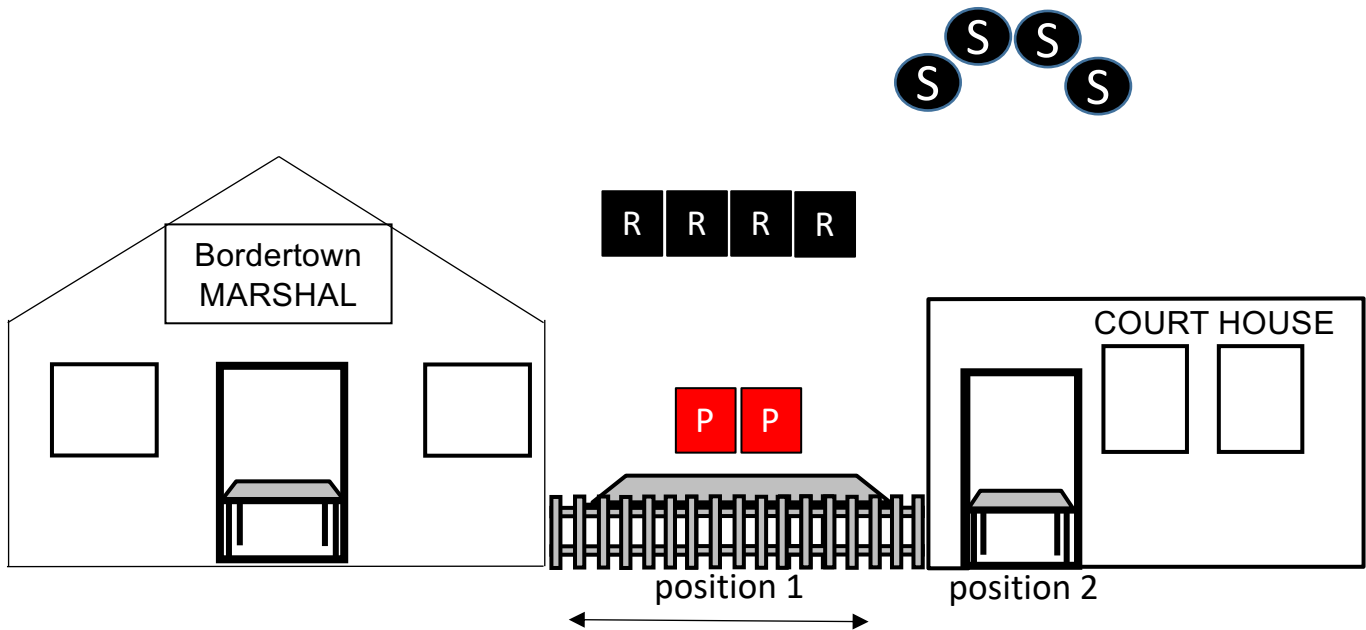 S S S S
R R R R
Bordertown
MARSHAL
COURT HOUSE
P P
position 1
position 2